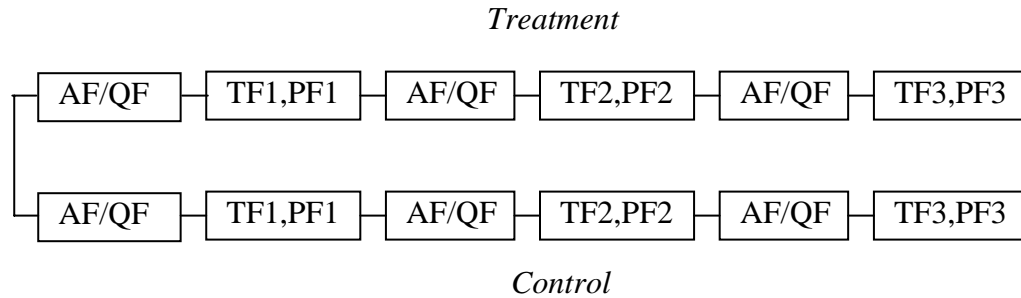 Treatment
AF/QF TF1,PF1 AF/QF TF2,PF2 AF/QF TF3,PF3
AF/QF TF1,PF1 AF/QF TF2,PF2 AF/QF TF3,PF3
Control